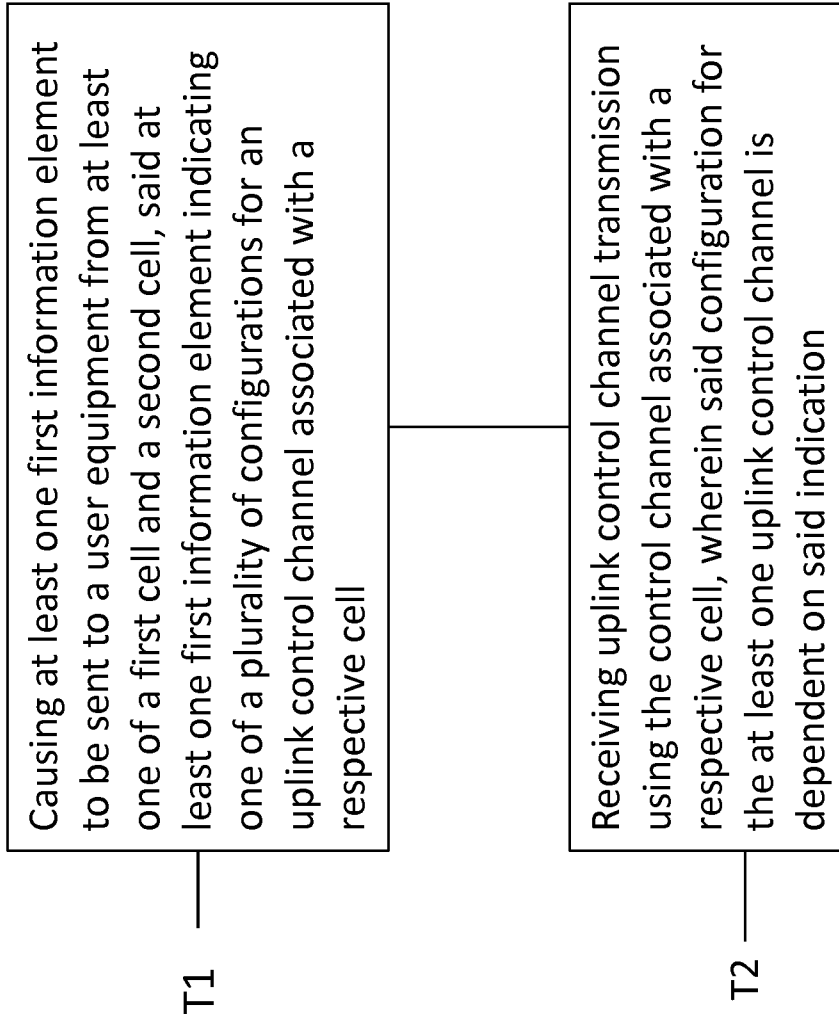 T1
Causing at least one first information element
to be sent to a user equipment from at least
one of a first cell and a second cell, said at
least one first information element indicating
one of a plurality of configurations for an
uplink control channel associated with a
respective cell
T2
Receiving uplink control channel transmission
using the control channel associated with a
respective cell, wherein said configuration for
the at least one uplink control channel is
dependent on said indication